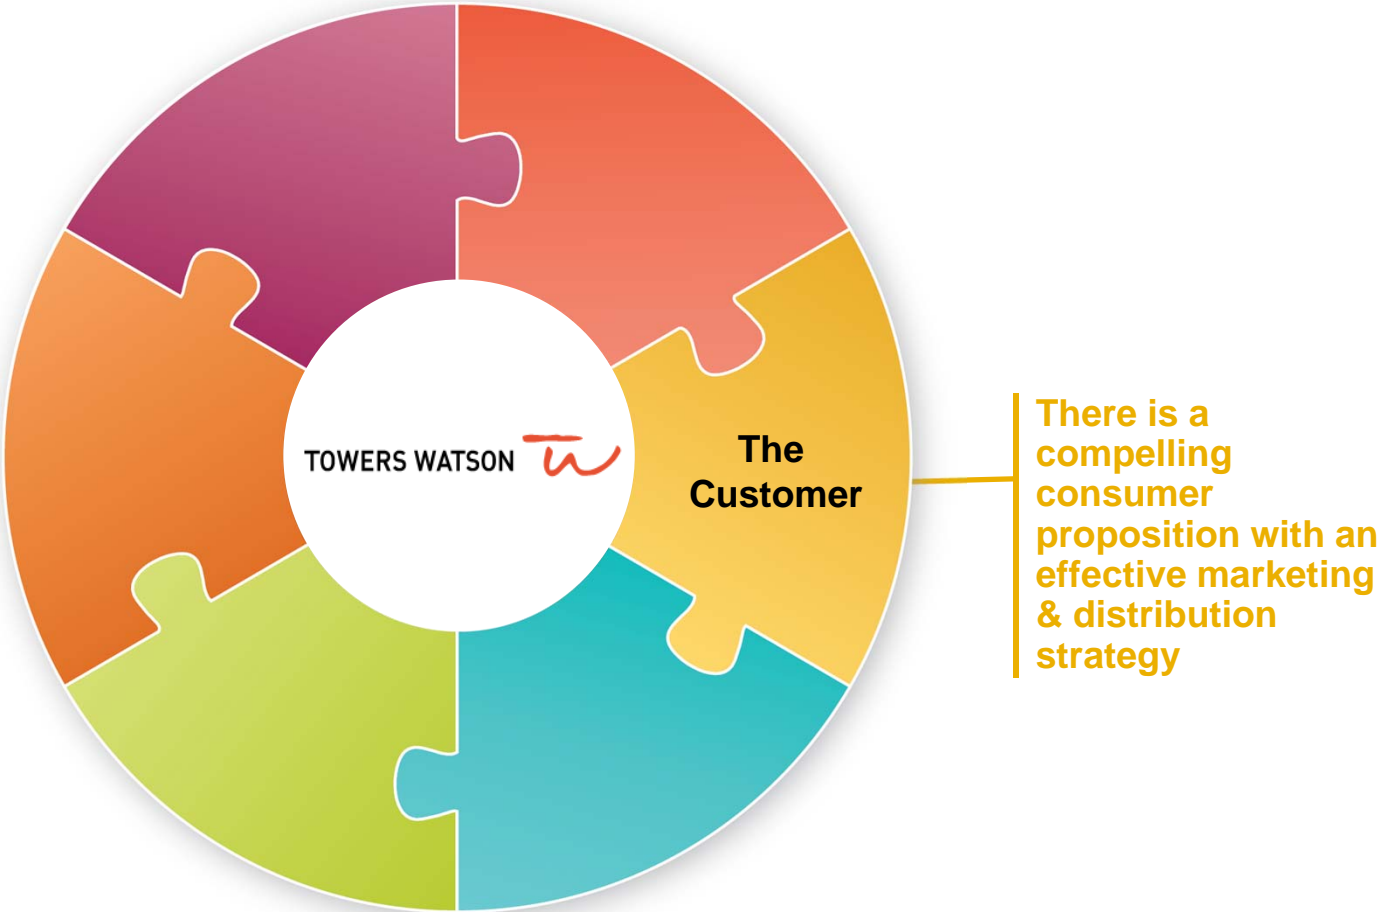 TOWERS WATSON
The
Customer
There is a
compelling
consumer
proposition with an
effective marketing
& distribution
strategy